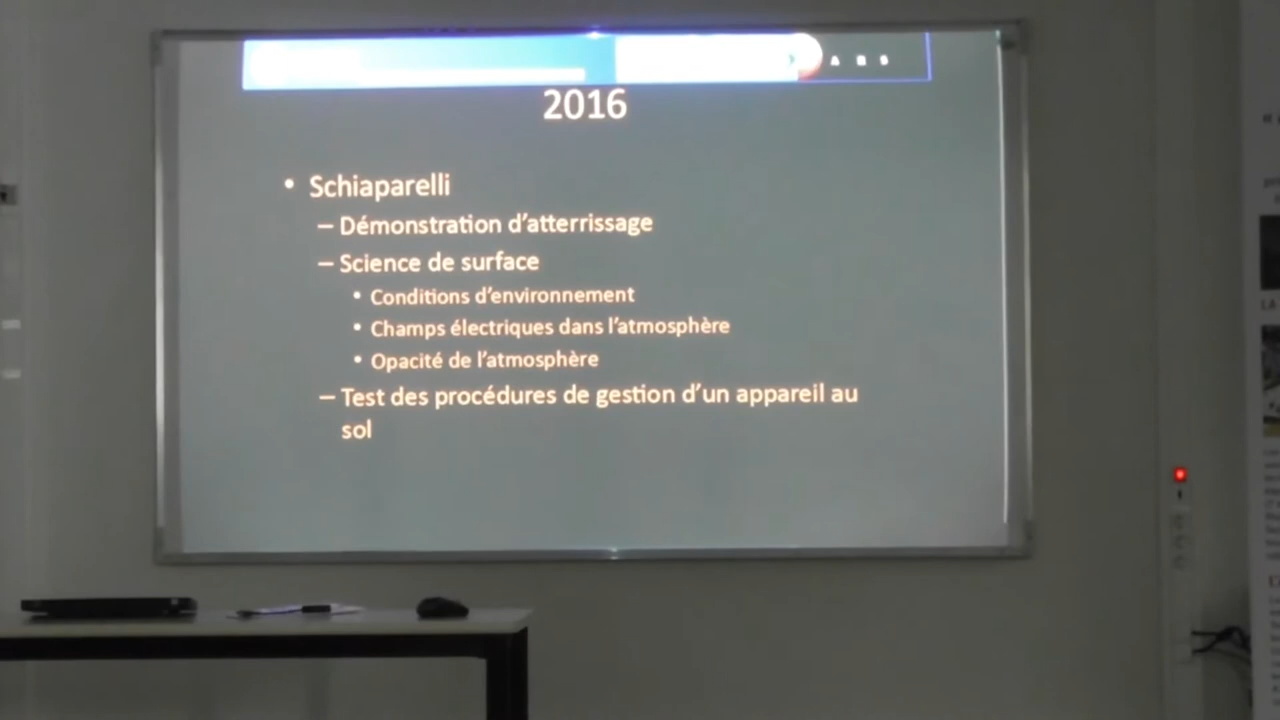 2016
• Schiaparelli
– Démonstration d’atterrissage
– Science de surface
• Conditions d’environnement
• Champs électriques dans l’atmosphère
• Opacité de l’atmosphère
– Test des procédures de gestion d’un appareil au
sol